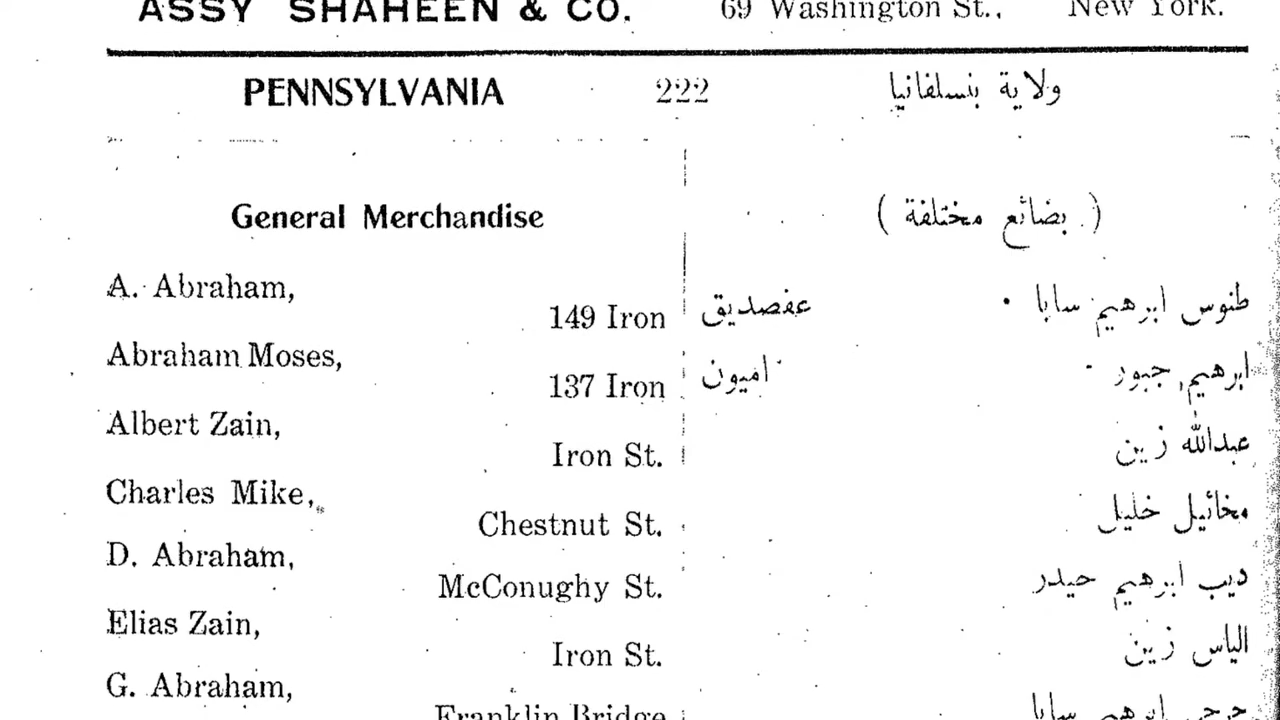 ASSY SHAHEEN & CO. 69 Washington St., New York.
PENNSYLVANIA 222 ولاية بنسلفانيا
General Merchandise ( بضائع مختلفة )
A. Abraham,
149 Iron عفصديق طنوس ابرهيم سابا
Abraham Moses,
137 Iron اميون ابرهيم جبور
Albert Zain,
Iron St. عبدالله زين
Charles Mike,
Chestnut St. مخائيل خليل
D. Abraham,
McConughy St. ديب ابرهيم حيدر
Elias Zain,
Iron St. الياس زين
G. Abraham,
Franklin Bridge جرجي ابرهيم سابا